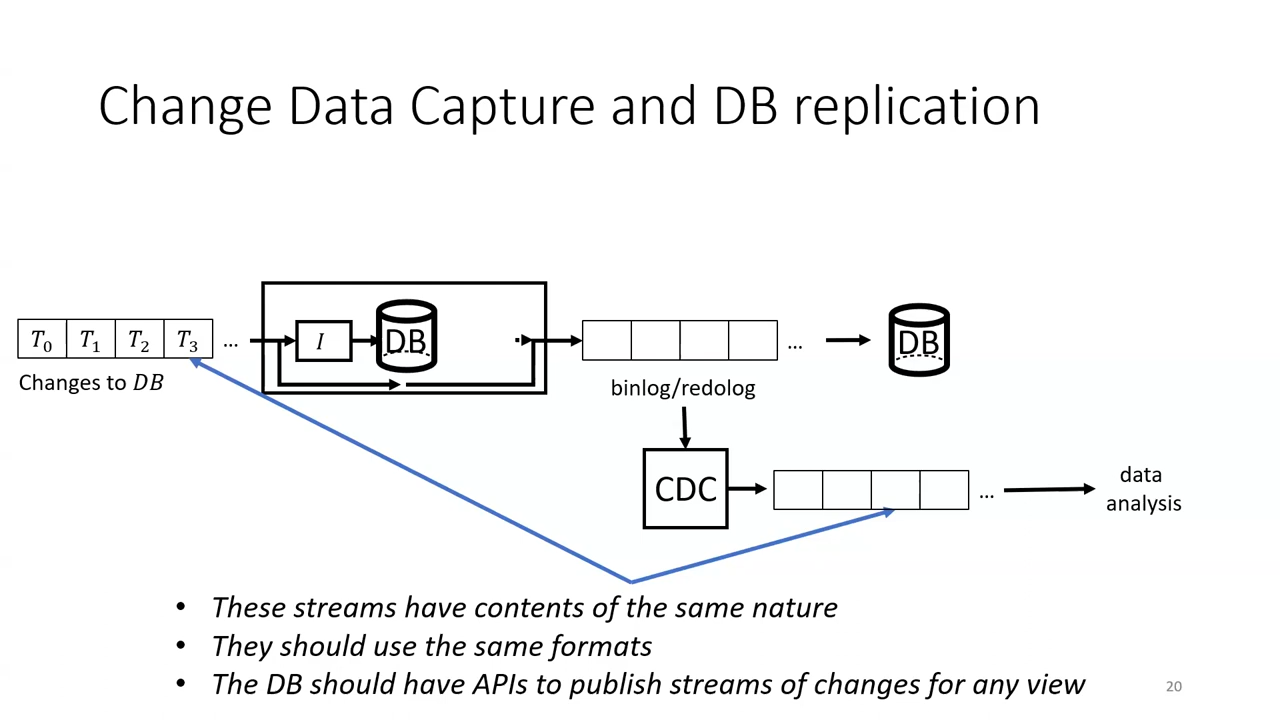 Change Data Capture and DB replication
T₀ T₁ T₂ T₃ ...
I
DB
...
DB
Changes to DB
binlog/redolog
CDC
...
data
analysis
• These streams have contents of the same nature
• They should use the same formats
• The DB should have APIs to publish streams of changes for any view
20